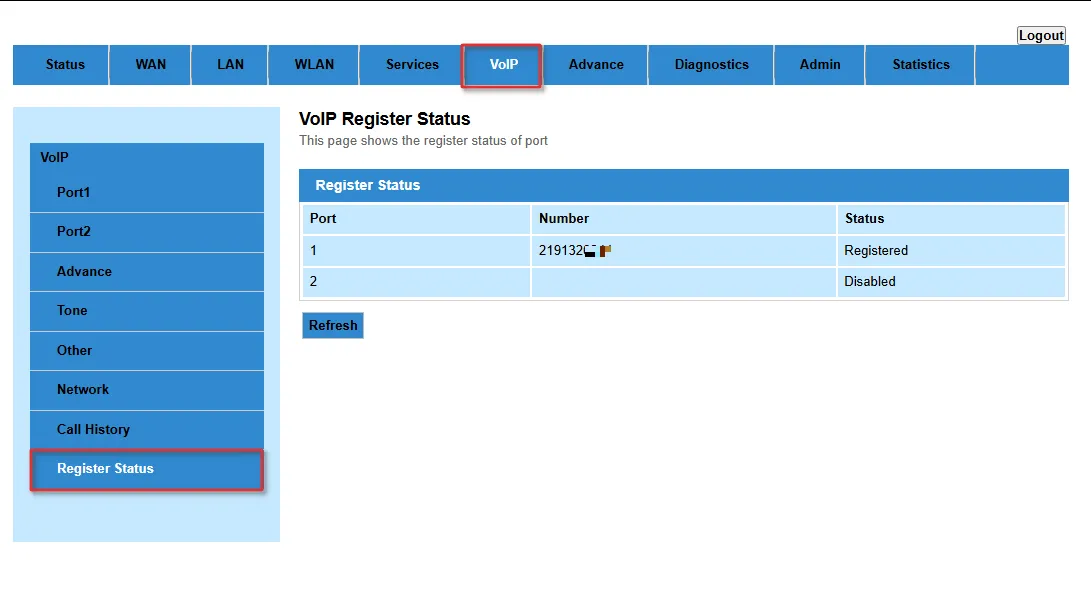 Logout
Status WAN LAN WLAN Services VoIP Advance Diagnostics Admin Statistics
VoIP Register Status
This page shows the register status of port
VoIP
Port1
Port2
Advance
Tone
Other
Network
Call History
Register Status
Register Status
Port Number Status
1 Registered
2 Disabled
Refresh